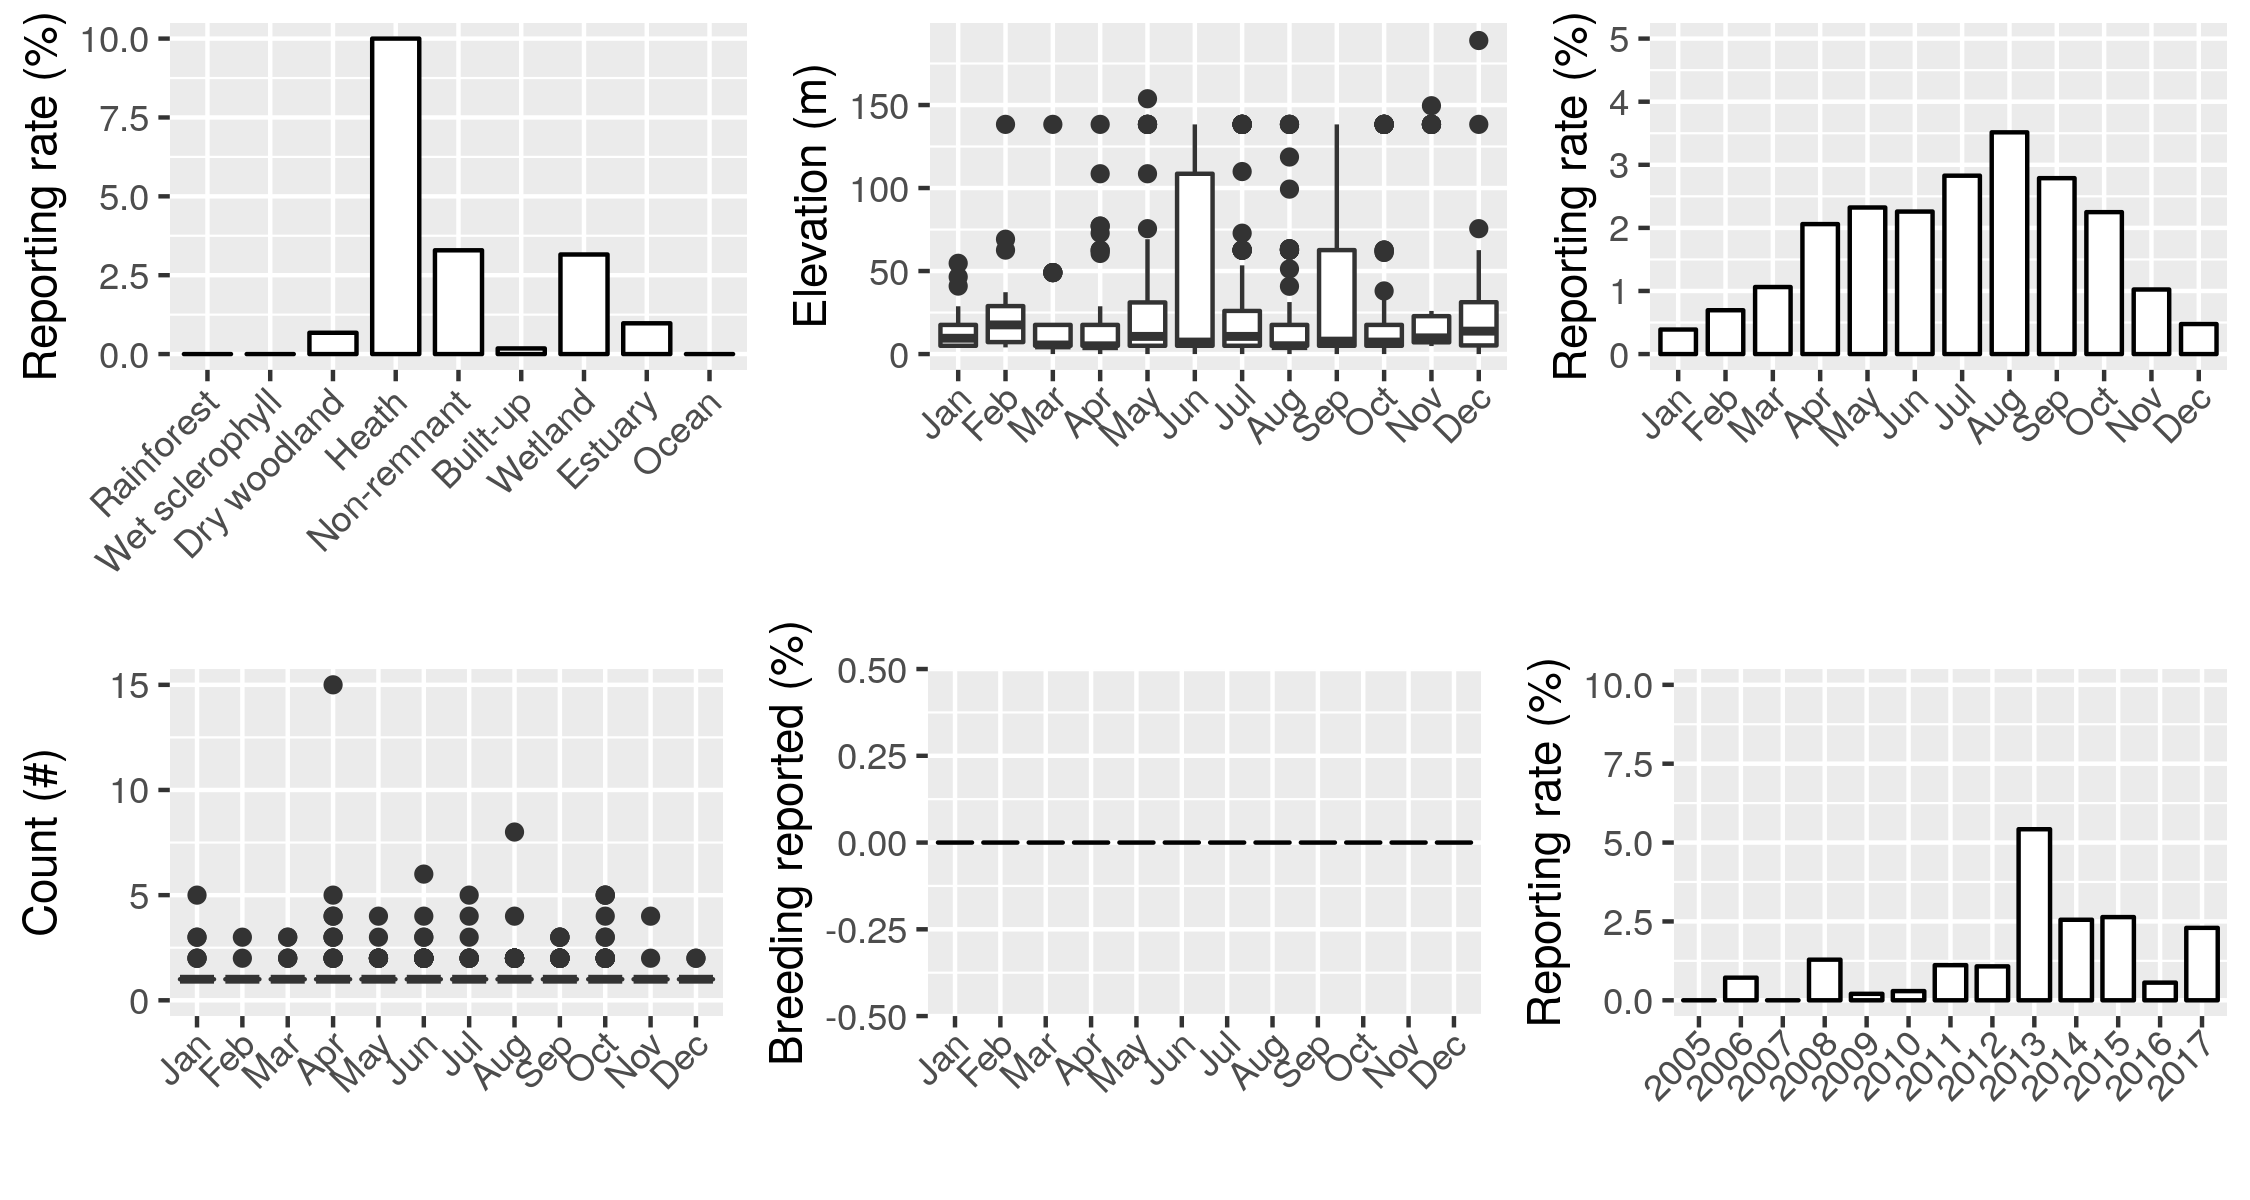 Reporting rate (%)
10.0
7.5
5.0
2.5
0.0
Rainforest
Wet sclerophyll
Dry woodland
Heath
Non-remnant
Built-up
Wetland
Estuary
Ocean
Elevation (m)
150
100
50
0
Jan
Feb
Mar
Apr
May
Jun
Jul
Aug
Sep
Oct
Nov
Dec
Reporting rate (%)
5
4
3
2
1
0
Jan
Feb
Mar
Apr
May
Jun
Jul
Aug
Sep
Oct
Nov
Dec
Count (#)
15
10
5
0
Jan
Feb
Mar
Apr
May
Jun
Jul
Aug
Sep
Oct
Nov
Dec
Breeding reported (%)
0.50
0.25
0.00
-0.25
-0.50
Jan
Feb
Mar
Apr
May
Jun
Jul
Aug
Sep
Oct
Nov
Dec
Reporting rate (%)
10.0
7.5
5.0
2.5
0.0
2005
2006
2007
2008
2009
2010
2011
2012
2013
2014
2015
2016
2017